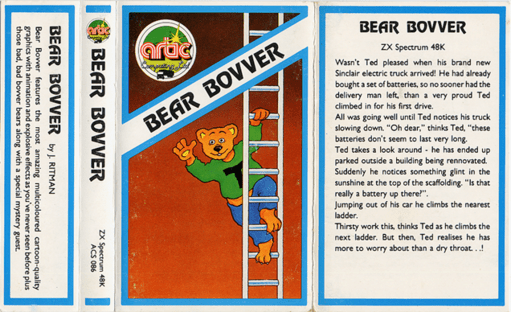 BEAR BOVVER by J. RITMAN
Bear Bovver features the most amazing multicoloured cartoon-quality
graphics with animation and explosive effects as you've never seen before plus
those bad, bad bovver bears along with a special mystery guest.
artic
BEAR BOVVER
ZX Spectrum 48K
ACS 086
artic
Computing Ltd
BEAR BOVVER
T
BEAR BOVVER
ZX Spectrum 48K
Wasn't Ted pleased when his brand new
Sinclair electric truck arrived! He had already
bought a set of batteries, so no sooner had the
delivery man left, than a very proud Ted
climbed in for his first drive.
All was going well until Ted notices his truck
slowing down. "Oh dear," thinks Ted, "these
batteries don't seem to last very long.
Ted takes a look around - he has ended up
parked outside a building being rennovated.
Suddenly he notices something glint in the
sunshine at the top of the scaffolding. "Is that
really a battery up there?".
Jumping out of his car he climbs the nearest
ladder.
Thirsty work this, thinks Ted as he climbs the
next ladder. But then, Ted realises he has
more to worry about than a dry throat. . .!